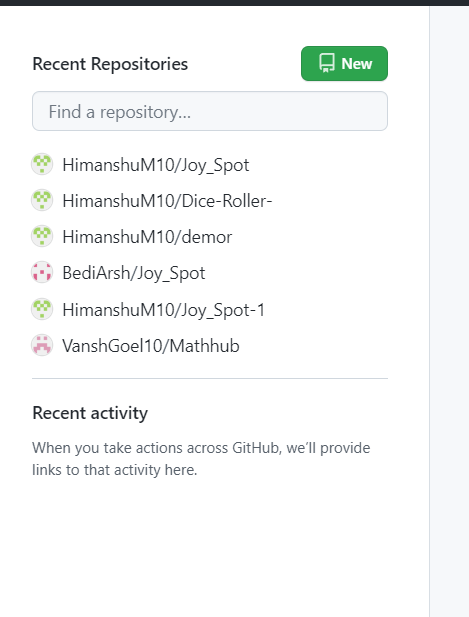 Recent Repositories
New
Find a repository...
HimanshuM10/Joy_Spot
HimanshuM10/Dice-Roller-
HimanshuM10/demor
BediArsh/Joy_Spot
HimanshuM10/Joy_Spot-1
VanshGoel10/Mathhub
Recent activity
When you take actions across GitHub, we’ll provide
links to that activity here.